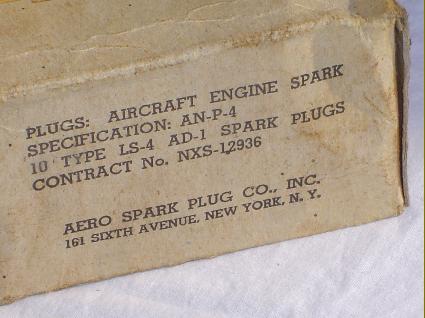 PLUGS: AIRCRAFT ENGINE SPARK
SPECIFICATION: AN-P-4
10 TYPE LS-4 AD-1 SPARK PLUGS
CONTRACT No. NXS-12936
AERO SPARK PLUG CO., INC.
161 SIXTH AVENUE, NEW YORK, N. Y.